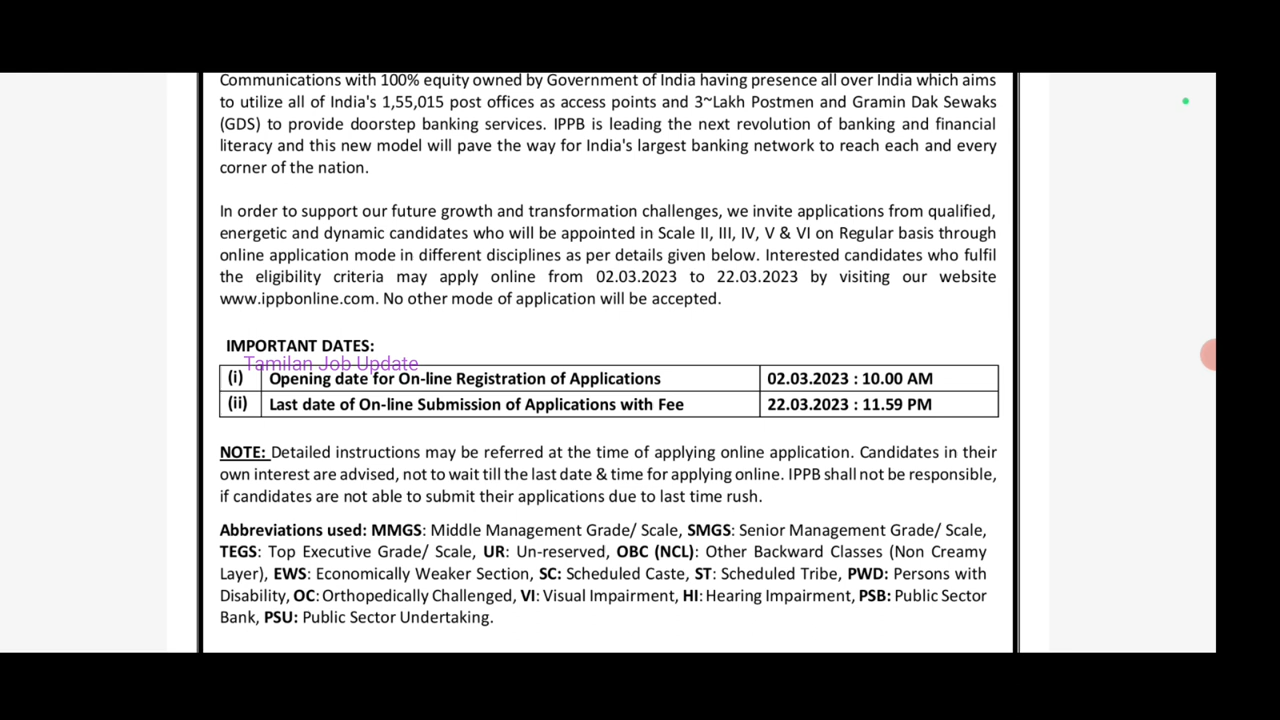 Communications with 100% equity owned by Government of India having presence all over India which aims
to utilize all of India's 1,55,015 post offices as access points and 3~Lakh Postmen and Gramin Dak Sewaks
(GDS) to provide doorstep banking services. IPPB is leading the next revolution of banking and financial
literacy and this new model will pave the way for India's largest banking network to reach each and every
corner of the nation.
In order to support our future growth and transformation challenges, we invite applications from qualified,
energetic and dynamic candidates who will be appointed in Scale II, III, IV, V & VI on Regular basis through
online application mode in different disciplines as per details given below. Interested candidates who fulfil
the eligibility criteria may apply online from 02.03.2023 to 22.03.2023 by visiting our website
www.ippbonline.com. No other mode of application will be accepted.
IMPORTANT DATES:
Tamilan Job Update
(i) Opening date for On-line Registration of Applications 02.03.2023 : 10.00 AM
(ii) Last date of On-line Submission of Applications with Fee 22.03.2023 : 11.59 PM
NOTE: Detailed instructions may be referred at the time of applying online application. Candidates in their
own interest are advised, not to wait till the last date & time for applying online. IPPB shall not be responsible,
if candidates are not able to submit their applications due to last time rush.
Abbreviations used: MMGS: Middle Management Grade/ Scale, SMGS: Senior Management Grade/ Scale,
TEGS: Top Executive Grade/ Scale, UR: Un-reserved, OBC (NCL): Other Backward Classes (Non Creamy
Layer), EWS: Economically Weaker Section, SC: Scheduled Caste, ST: Scheduled Tribe, PWD: Persons with
Disability, OC: Orthopedically Challenged, VI: Visual Impairment, HI: Hearing Impairment, PSB: Public Sector
Bank, PSU: Public Sector Undertaking.